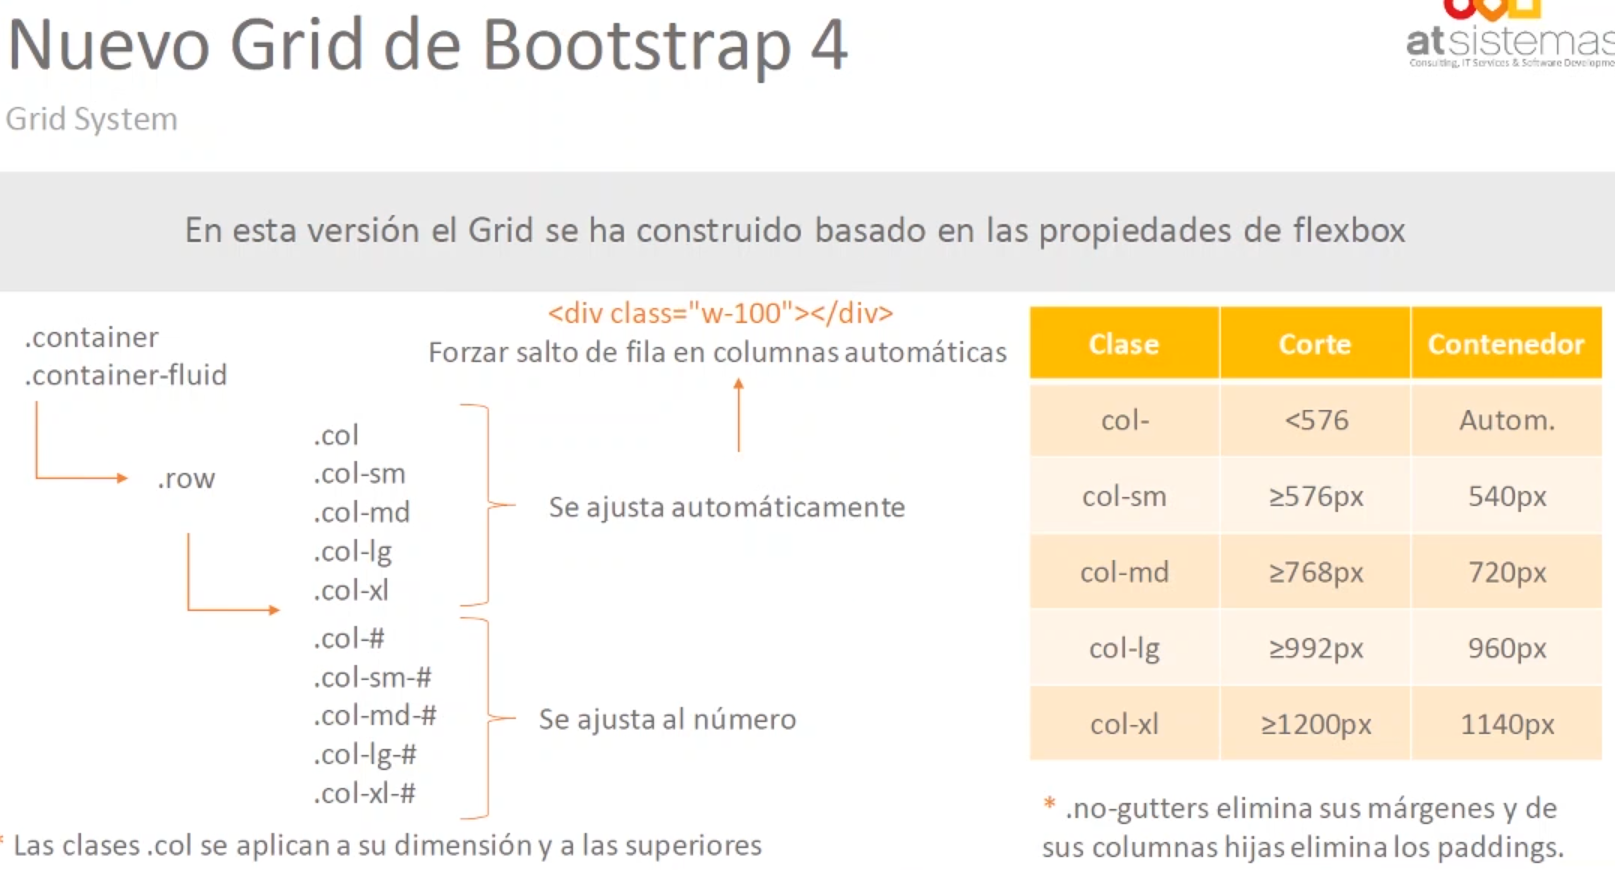 Nuevo Grid de Bootstrap 4
atsistemas
Consulting, IT Services & Software Developme
Grid System
En esta versión el Grid se ha construido basado en las propiedades de flexbox
.container
.container-fluid
.row
<div class="w-100"></div>
Forzar salto de fila en columnas automáticas
.col
.col-sm
.col-md
.col-lg
.col-xl
Se ajusta automáticamente
.col-#
.col-sm-#
.col-md-#
.col-lg-#
.col-xl-#
Se ajusta al número
* Las clases .col se aplican a su dimensión y a las superiores
Clase Corte Contenedor
col- <576 Autom.
col-sm ≥576px 540px
col-md ≥768px 720px
col-lg ≥992px 960px
col-xl ≥1200px 1140px
* .no-gutters elimina sus márgenes y de
sus columnas hijas elimina los paddings.